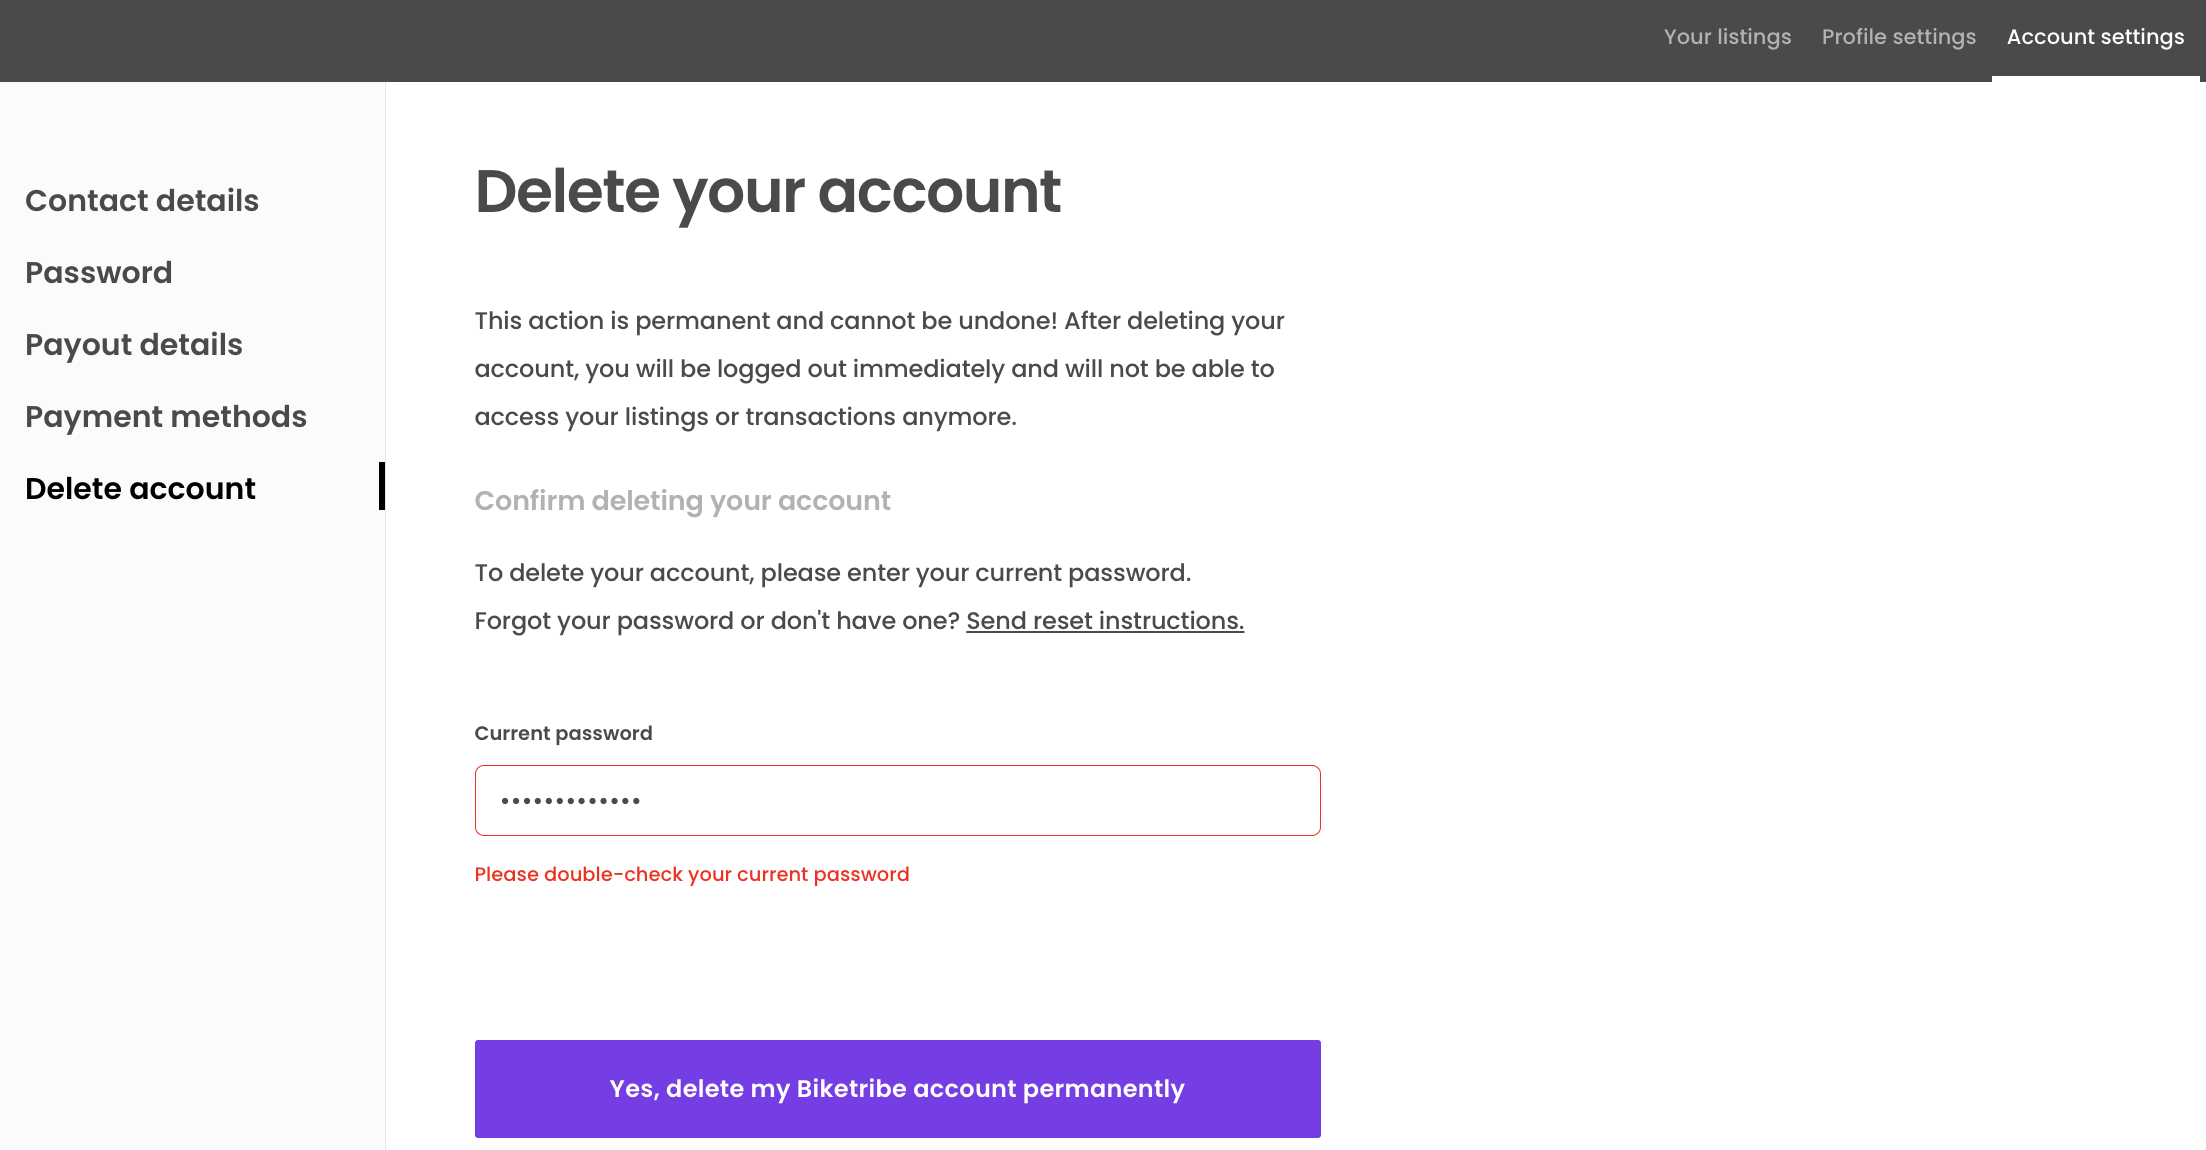 Your listings
Profile settings
Account settings
Contact details
Password
Payout details
Payment methods
Delete account
Delete your account
This action is permanent and cannot be undone! After deleting your
account, you will be logged out immediately and will not be able to
access your listings or transactions anymore.
Confirm deleting your account
To delete your account, please enter your current password.
Forgot your password or don't have one? Send reset instructions.
Current password
•••••••••••••
Please double-check your current password
Yes, delete my Biketribe account permanently